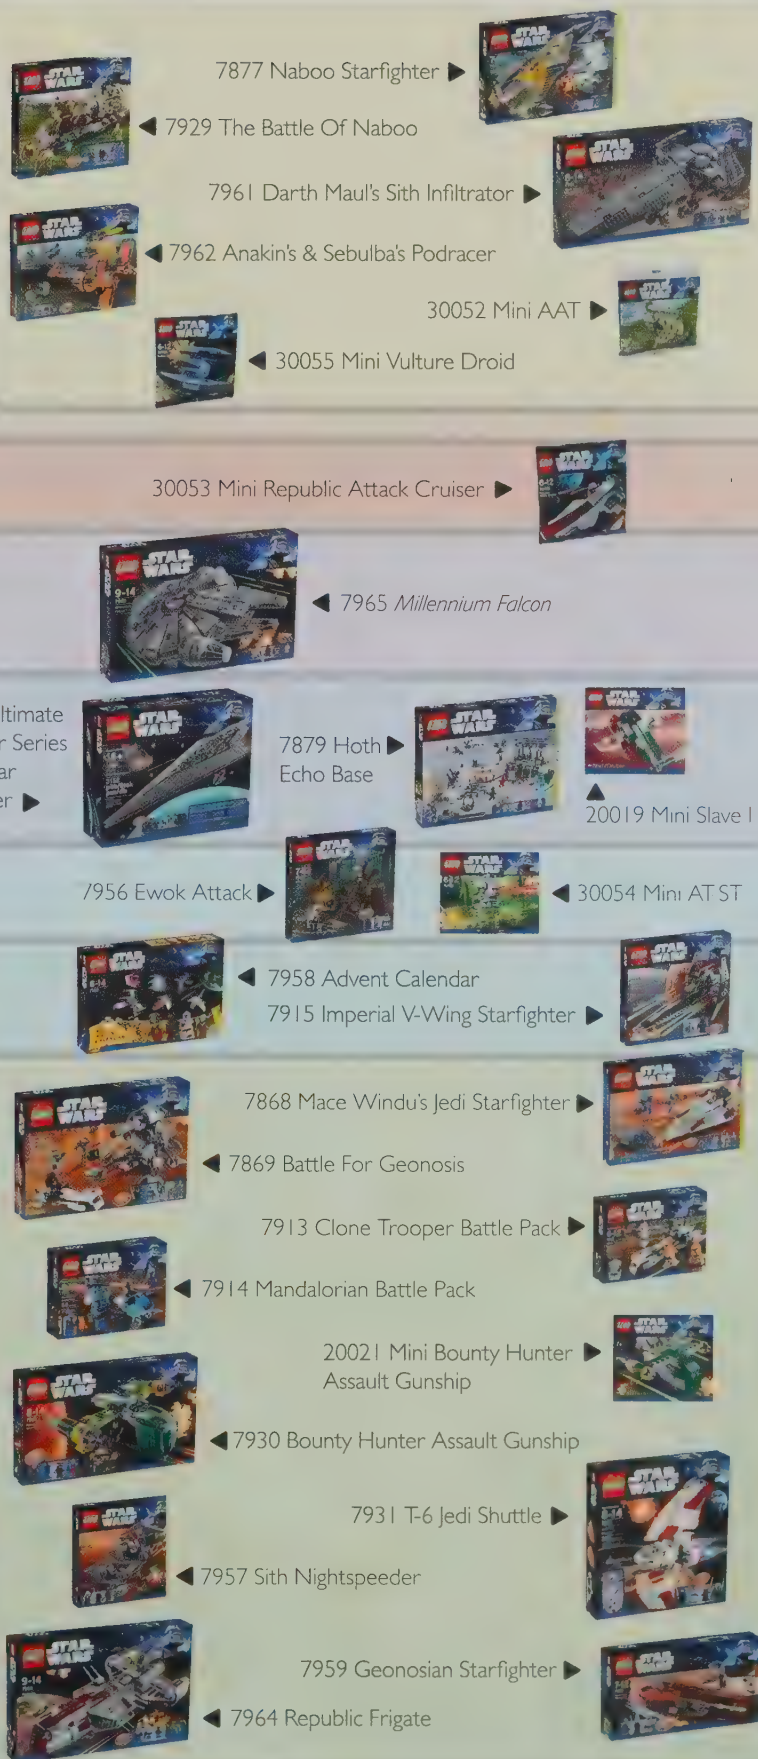 7877 Naboo Starfighter ▶
◀ 7929 The Battle Of Naboo
7961 Darth Maul's Sith Infiltrator ▶
◀ 7962 Anakin's & Sebulba's Podracer
30052 Mini AAT ▶
◀ 30055 Mini Vulture Droid
30053 Mini Republic Attack Cruiser ▶
◀ 7965 Millennium Falcon
ltimate
r Series
ar
er ▶
7879 Hoth ▶
Echo Base
▲
20019 Mini Slave I
7956 Ewok Attack ▶
◀ 30054 Mini AT ST
◀ 7958 Advent Calendar
7915 Imperial V-Wing Starfighter ▶
7868 Mace Windu's Jedi Starfighter ▶
◀ 7869 Battle For Geonosis
7913 Clone Trooper Battle Pack ▶
◀ 7914 Mandalorian Battle Pack
20021 Mini Bounty Hunter ▶
Assault Gunship
◀ 7930 Bounty Hunter Assault Gunship
7931 T-6 Jedi Shuttle ▶
◀ 7957 Sith Nightspeeder
7959 Geonosian Starfighter ▶
◀ 7964 Republic Frigate